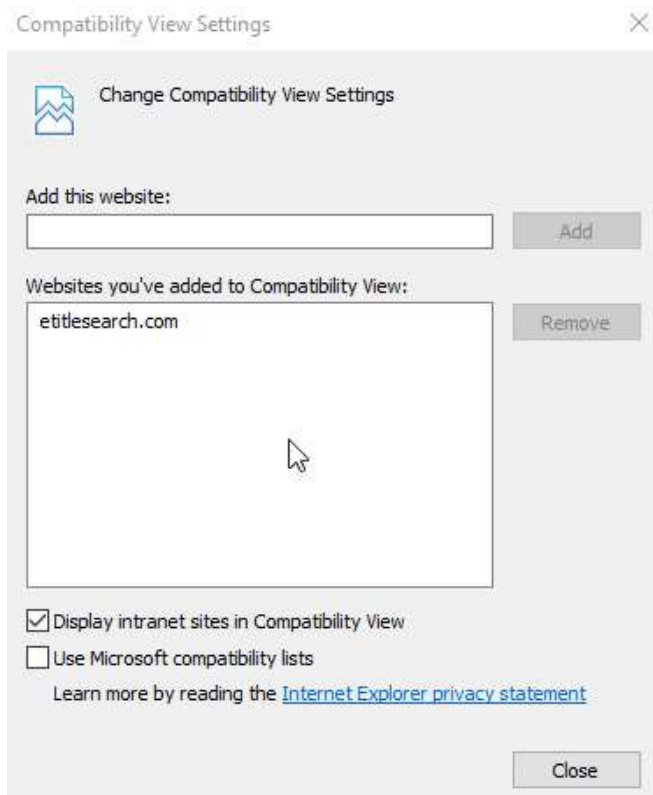 Compatibility View Settings
Change Compatibility View Settings
Add this website:
Add
Websites you've added to Compatibility View:
etitlesearch.com
Remove
Display intranet sites in Compatibility View
Use Microsoft compatibility lists
Learn more by reading the Internet Explorer privacy statement
Close